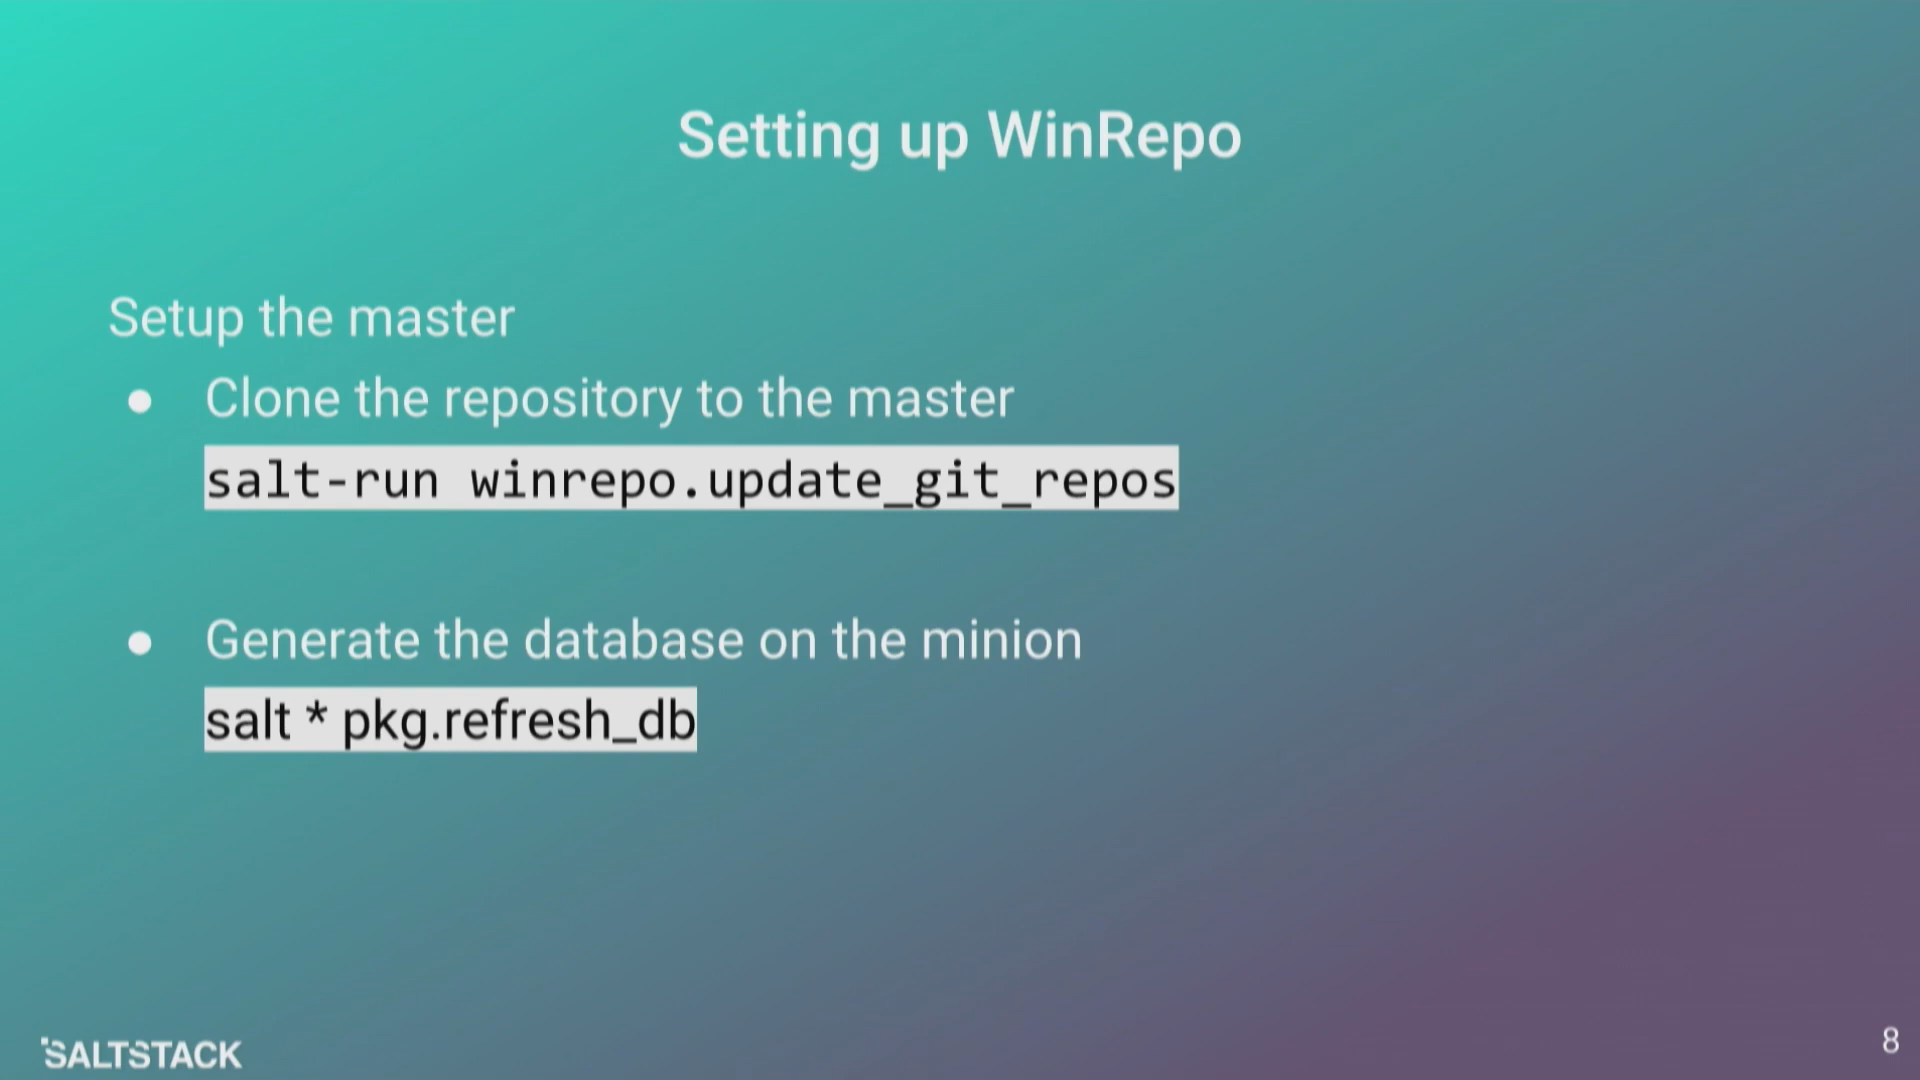 Setting up WinRepo
Setup the master
● Clone the repository to the master
salt-run winrepo.update_git_repos
● Generate the database on the minion
salt * pkg.refresh_db
SALTSTACK
8